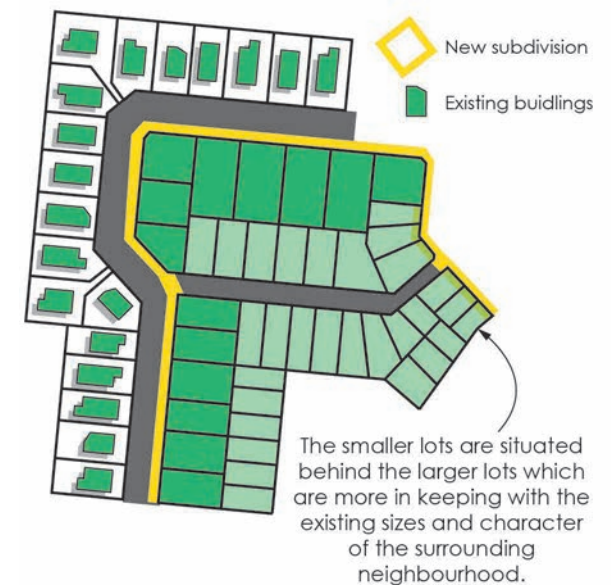 New subdivision
Existing buidlings
The smaller lots are situated
behind the larger lots which
are more in keeping with the
existing sizes and character
of the surrounding
neighbourhood.